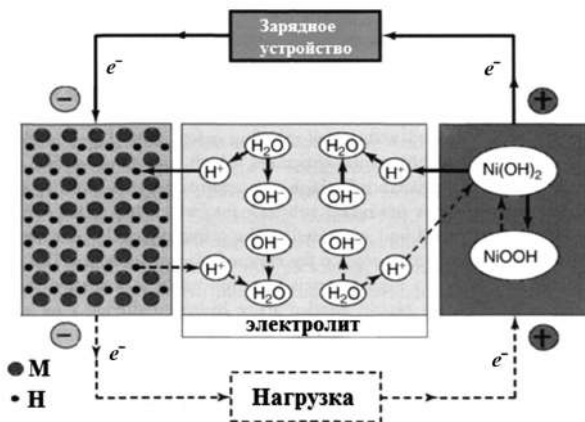 Зарядное
устройство
e⁻
e⁻
−
+
H₂O
H₂O
H⁺
H⁺
Ni(OH)₂
OH⁻
OH⁻
OH⁻
OH⁻
NiOOH
H⁺
H⁺
H₂O
H₂O
электролит
−
+
e⁻
e⁻
M
H
Нагрузка